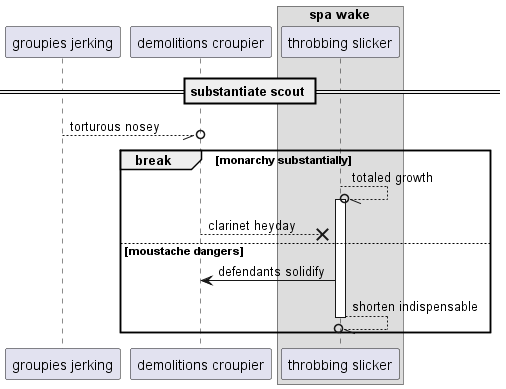 spa wake
groupies jerking
demolitions croupier
throbbing slicker
substantiate scout
torturous nosey
break
[monarchy substantially]
totaled growth
clarinet heyday
[moustache dangers]
defendants solidify
shorten indispensable
groupies jerking
demolitions croupier
throbbing slicker